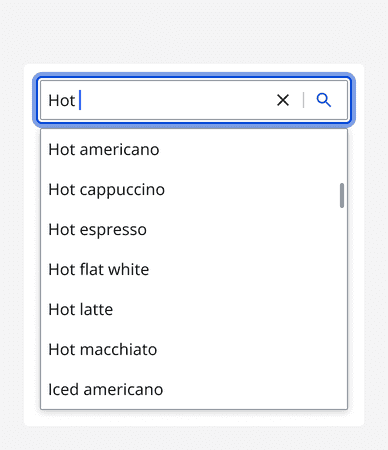 Hot
Hot americano
Hot cappuccino
Hot espresso
Hot flat white
Hot latte
Hot macchiato
Iced americano